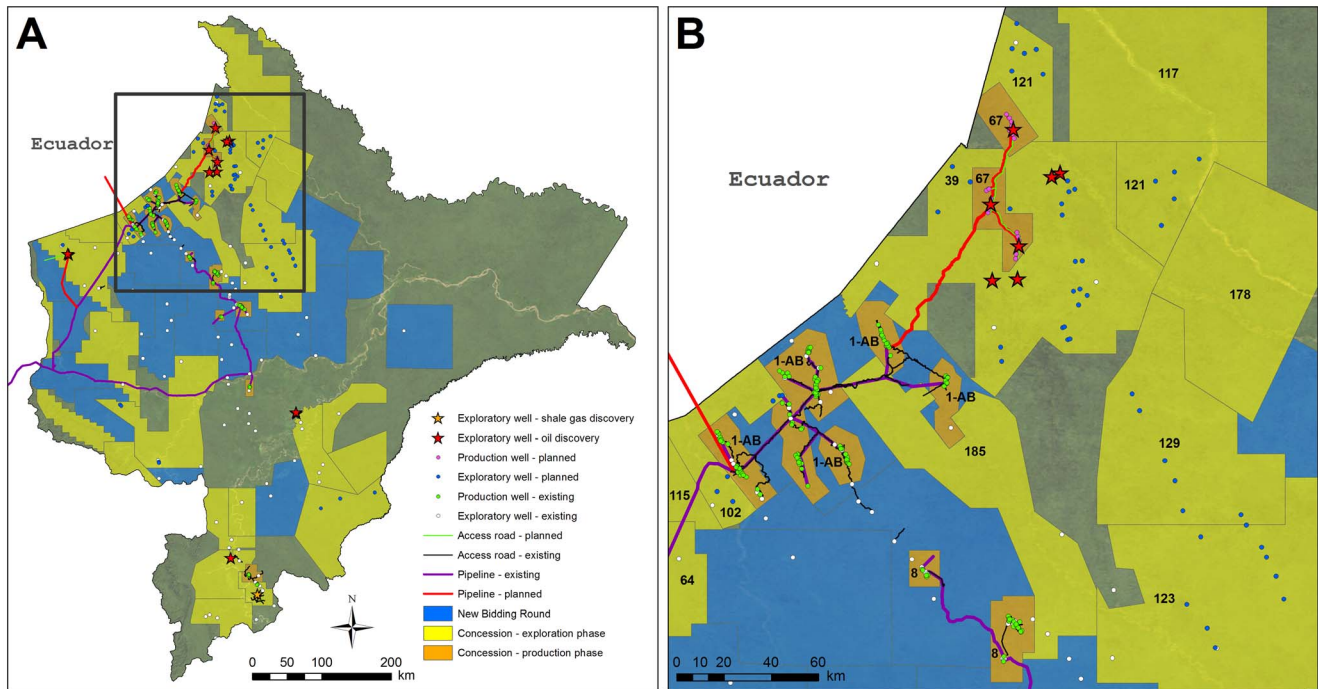 A
Ecuador
Exploratory well - shale gas discovery
Exploratory well - oil discovery
Production well - planned
Exploratory well - planned
Production well - existing
Exploratory well - existing
Access road - planned
Access road - existing
Pipeline - existing
Pipeline - planned
New Bidding Round
Concession - exploration phase
Concession - production phase
N
0 50 100 200
km
B
117
121
67
39
67
121
Ecuador
178
1-AB
1-AB
1-AB
1-AB
1-AB
129
185
115
102
64
8
123
8
0 10 20 40 60
km